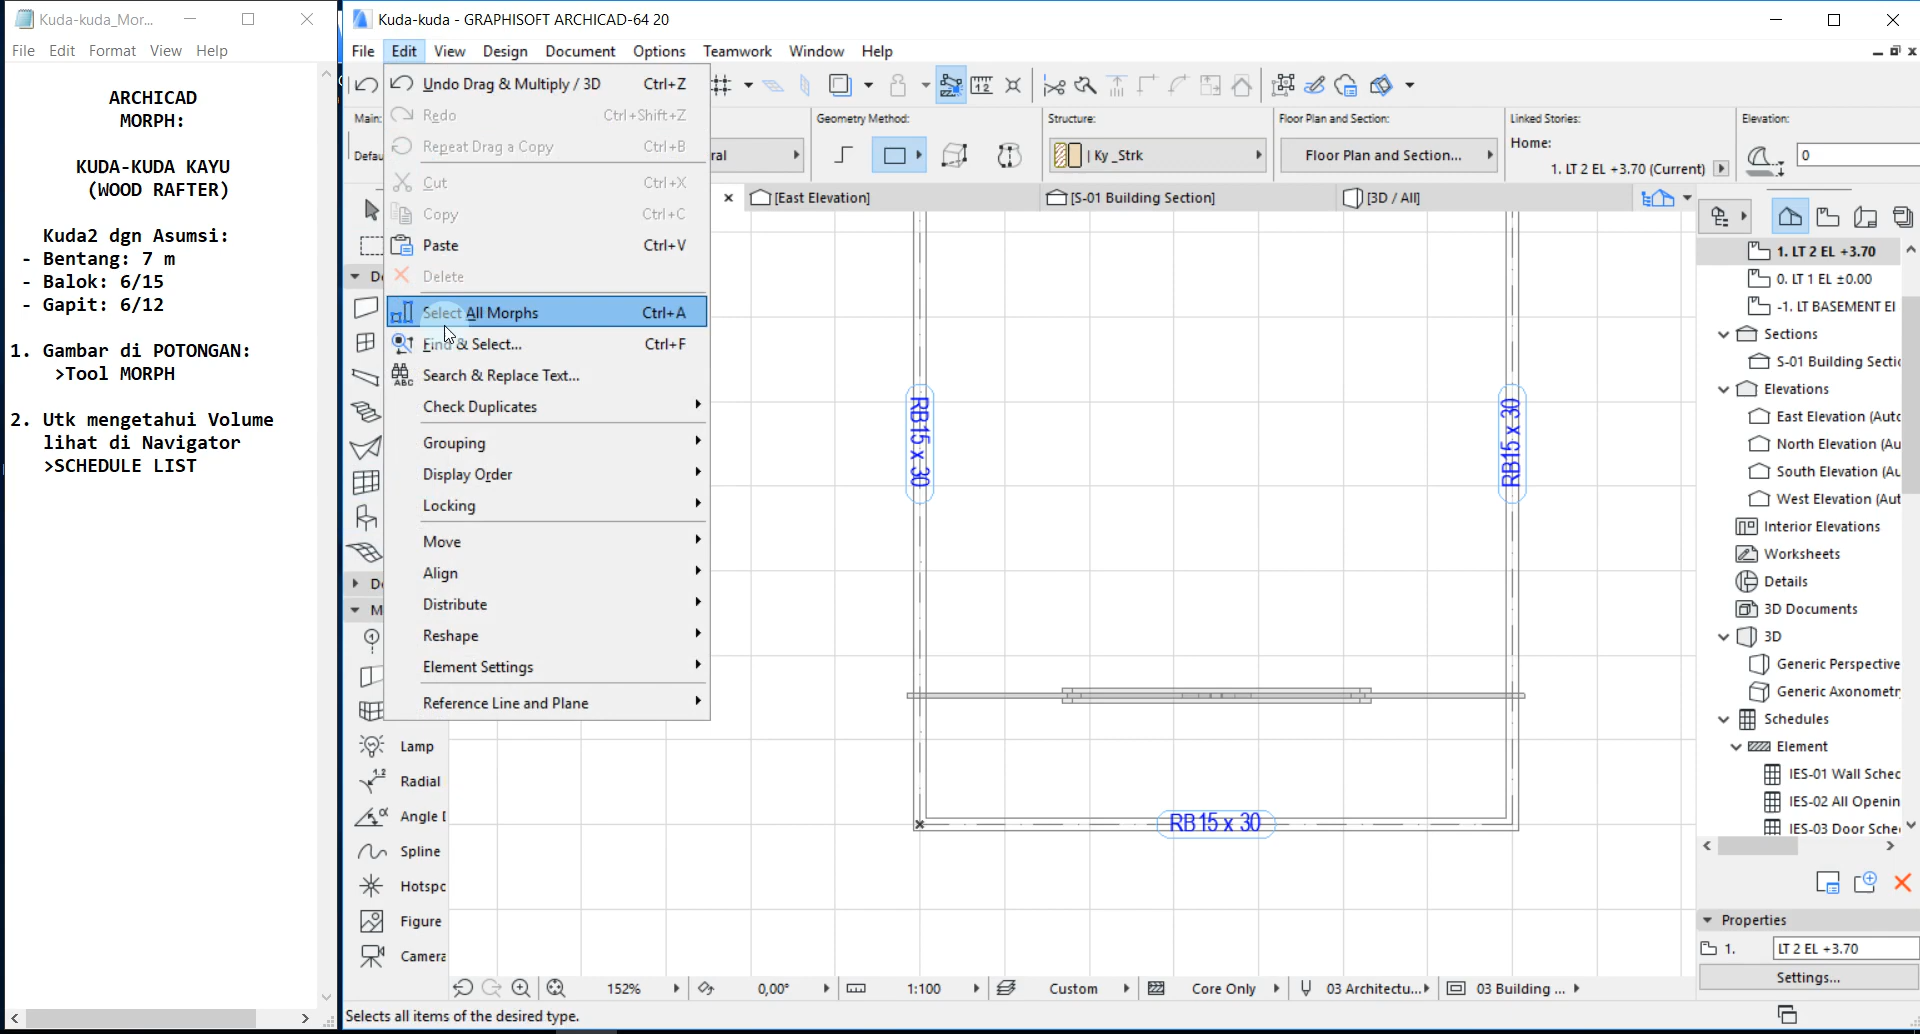 Kuda-kuda_Mor...
File Edit Format View Help
ARCHICAD
MORPH:
KUDA-KUDA KAYU
(WOOD RAFTER)
Kuda2 dgn Asumsi:
- Bentang: 7 m
- Balok: 6/15
- Gapit: 6/12
1. Gambar di POTONGAN:
>Tool MORPH
2. Utk mengetahui Volume
lihat di Navigator
>SCHEDULE LIST
Kuda-kuda - GRAPHISOFT ARCHICAD-64 20
File Edit View Design Document Options Teamwork Window Help
Undo Drag & Multiply / 3D Ctrl+Z
Redo Ctrl+Shift+Z
Repeat Drag a Copy Ctrl+B
Cut Ctrl+X
Copy Ctrl+C
Paste Ctrl+V
Delete
Select All Morphs Ctrl+A
Find & Select... Ctrl+F
Search & Replace Text...
Check Duplicates
Grouping
Display Order
Locking
Move
Align
Distribute
Reshape
Element Settings
Reference Line and Plane
Main:
Defau
ral
Geometry Method:
Structure:
Ky _Strk
Floor Plan and Section:
Floor Plan and Section...
Linked Stories:
Home:
1. LT 2 EL +3.70 (Current)
Elevation:
0
[East Elevation]
[S-01 Building Section]
[3D / All]
De
Do
M
Lamp
Radial
Angle D
Spline
Hotspo
Figure
Camera
RB15 x 30
RB15 x 30
RB15 x 30
1. LT 2 EL +3.70
0. LT 1 EL ±0.00
-1. LT BASEMENT El
Sections
S-01 Building Sectio
Elevations
East Elevation (Auto
North Elevation (Au
South Elevation (Au
West Elevation (Aut
Interior Elevations
Worksheets
Details
3D Documents
3D
Generic Perspective
Generic Axonometr
Schedules
Element
IES-01 Wall Sched
IES-02 All Openin
IES-03 Door Sche
Properties
1. LT 2 EL +3.70
Settings...
152% 0,00° 1:100 Custom Core Only 03 Architectu... 03 Building ...
Selects all items of the desired type.